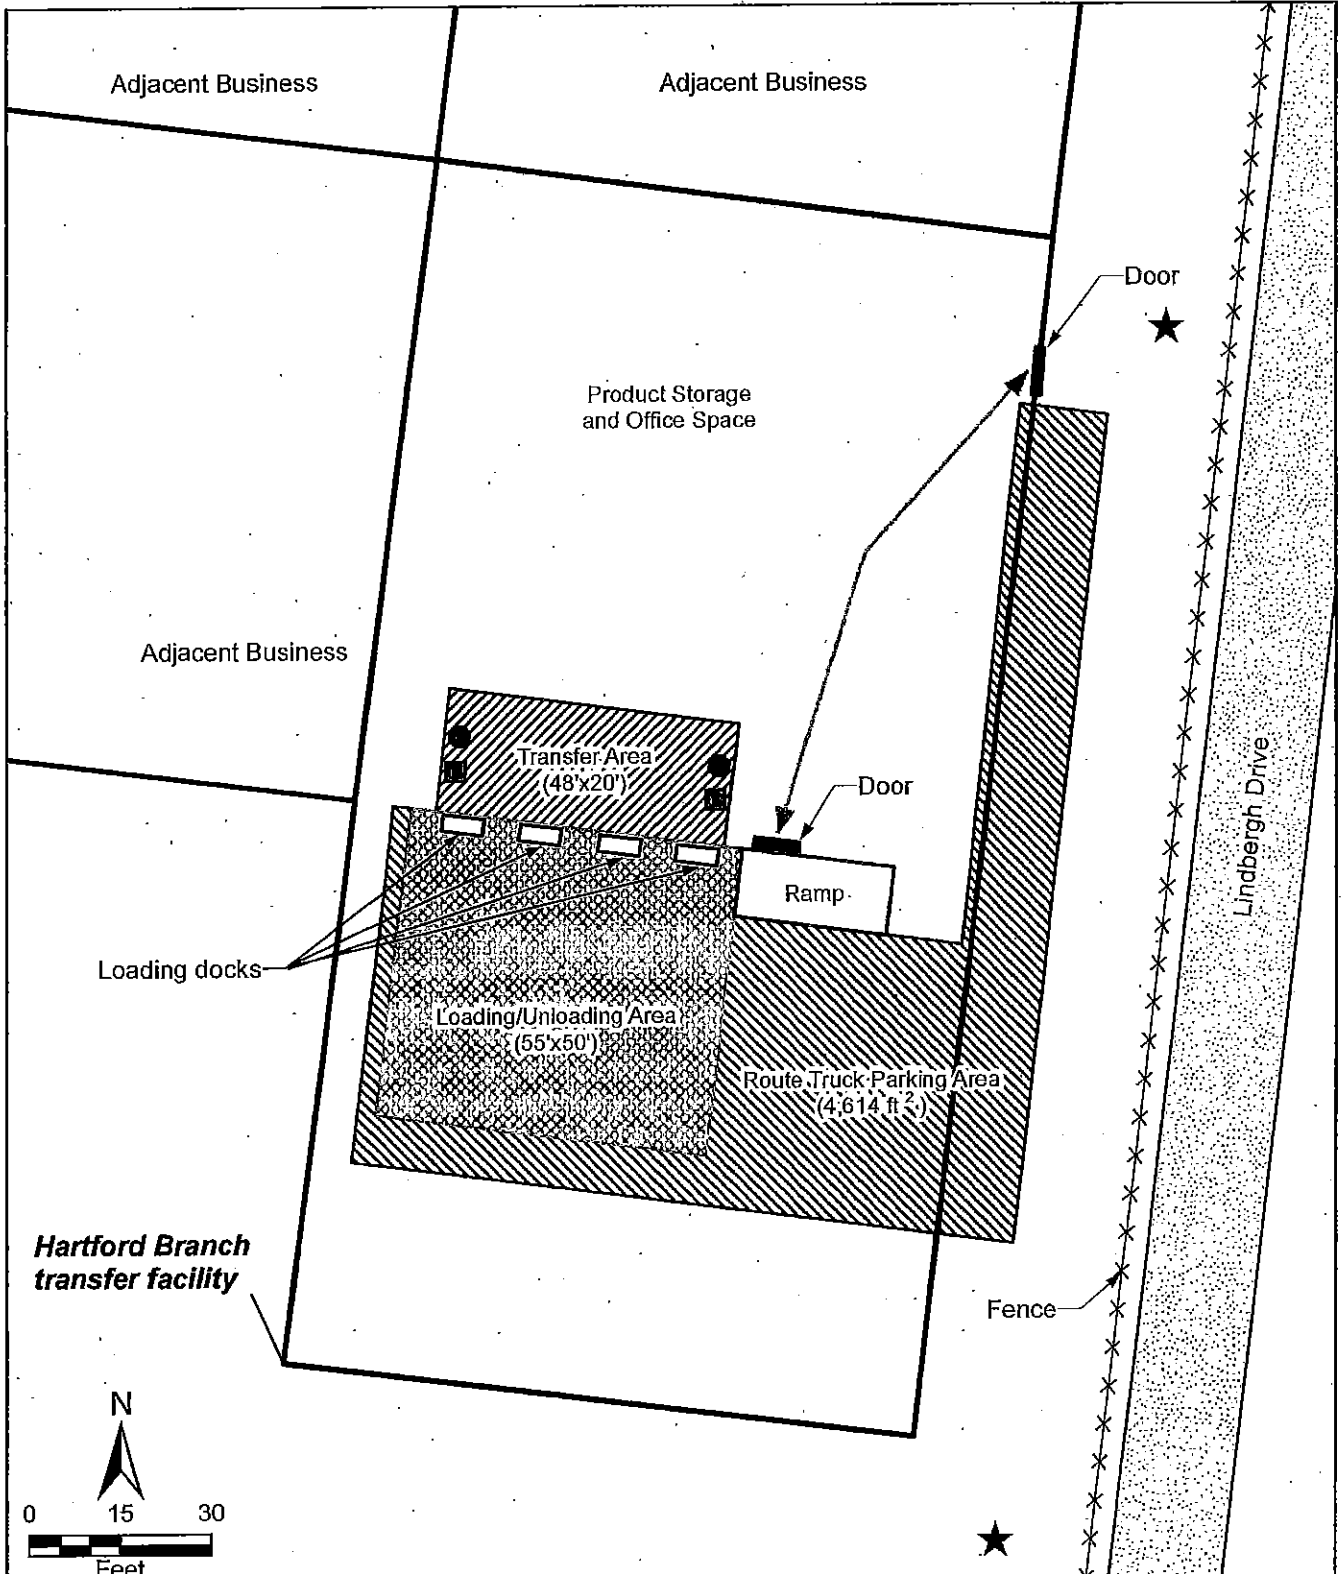 Adjacent Business
Adjacent Business
Door
Product Storage
and Office Space
Adjacent Business
Transfer Area
(48'x20')
Door
Ramp
Lindbergh Drive
Loading docks
Loading/Unloading Area
(55'x50')
Route Truck Parking Area
(4,614 ft²)
Hartford Branch
transfer facility
Fence
N
0 15 30
Feet